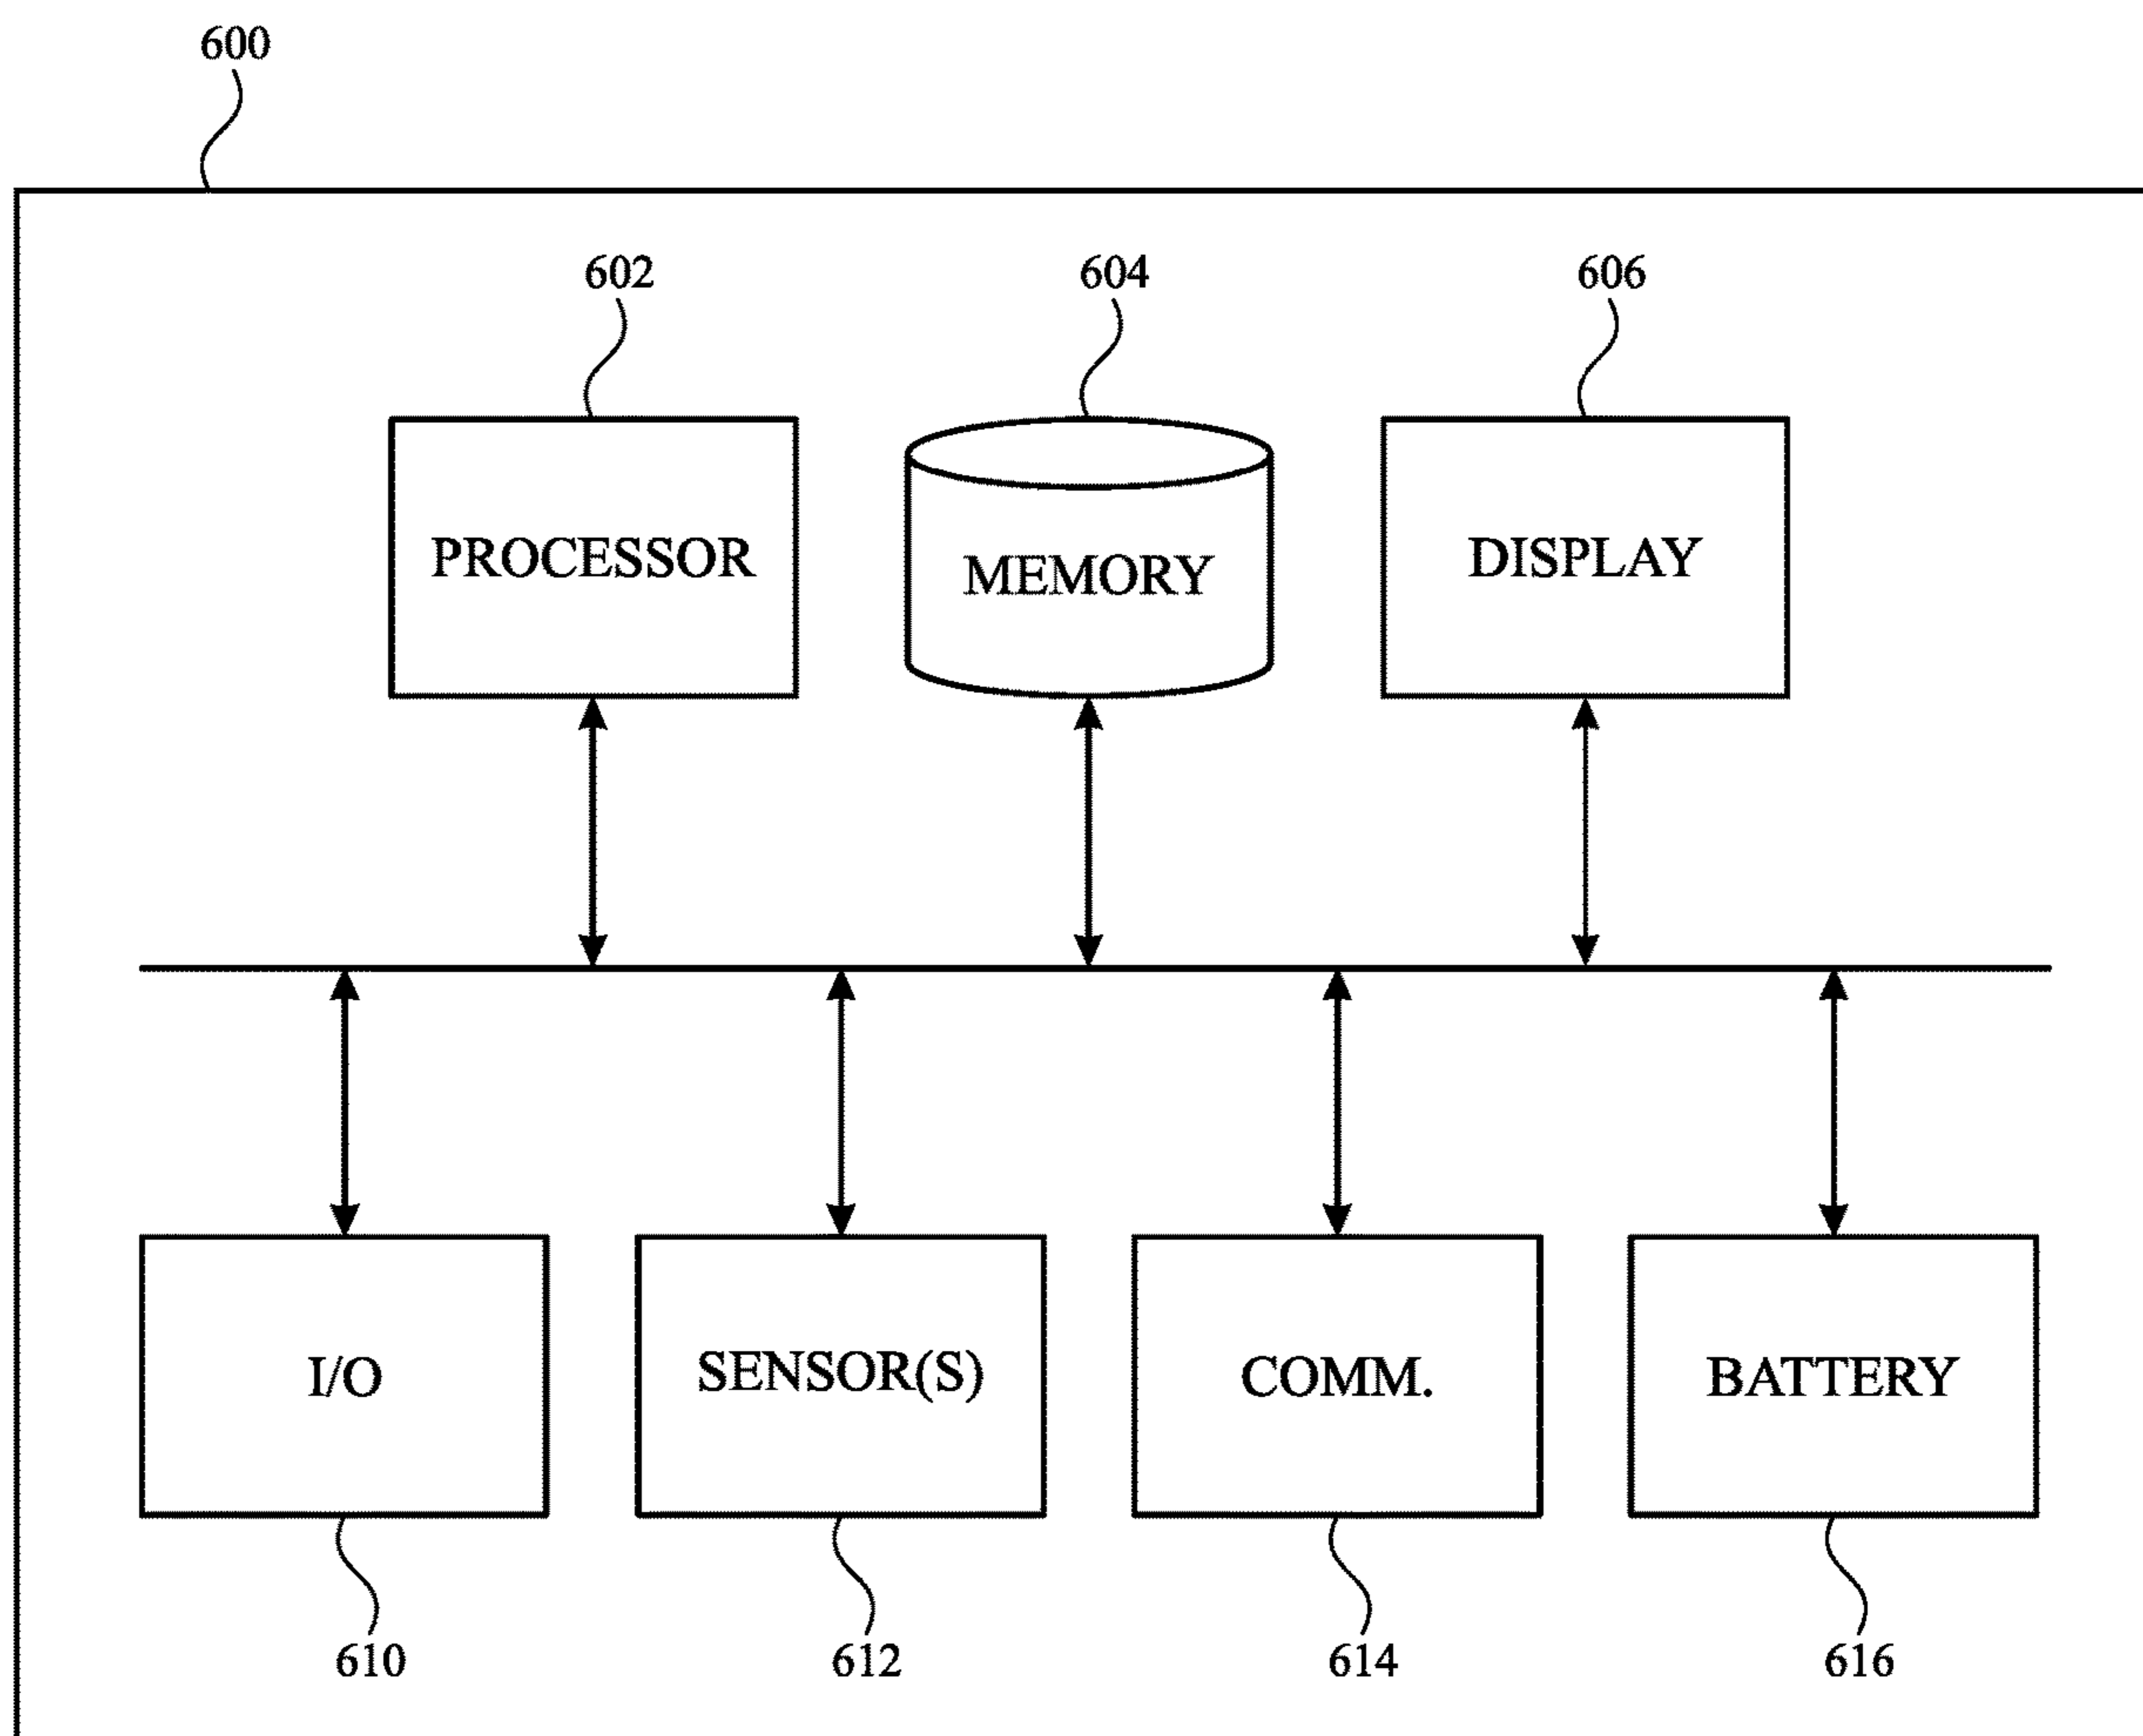 600
602 604 606
PROCESSOR MEMORY DISPLAY
I/O SENSOR(S) COMM. BATTERY
610 612 614 616